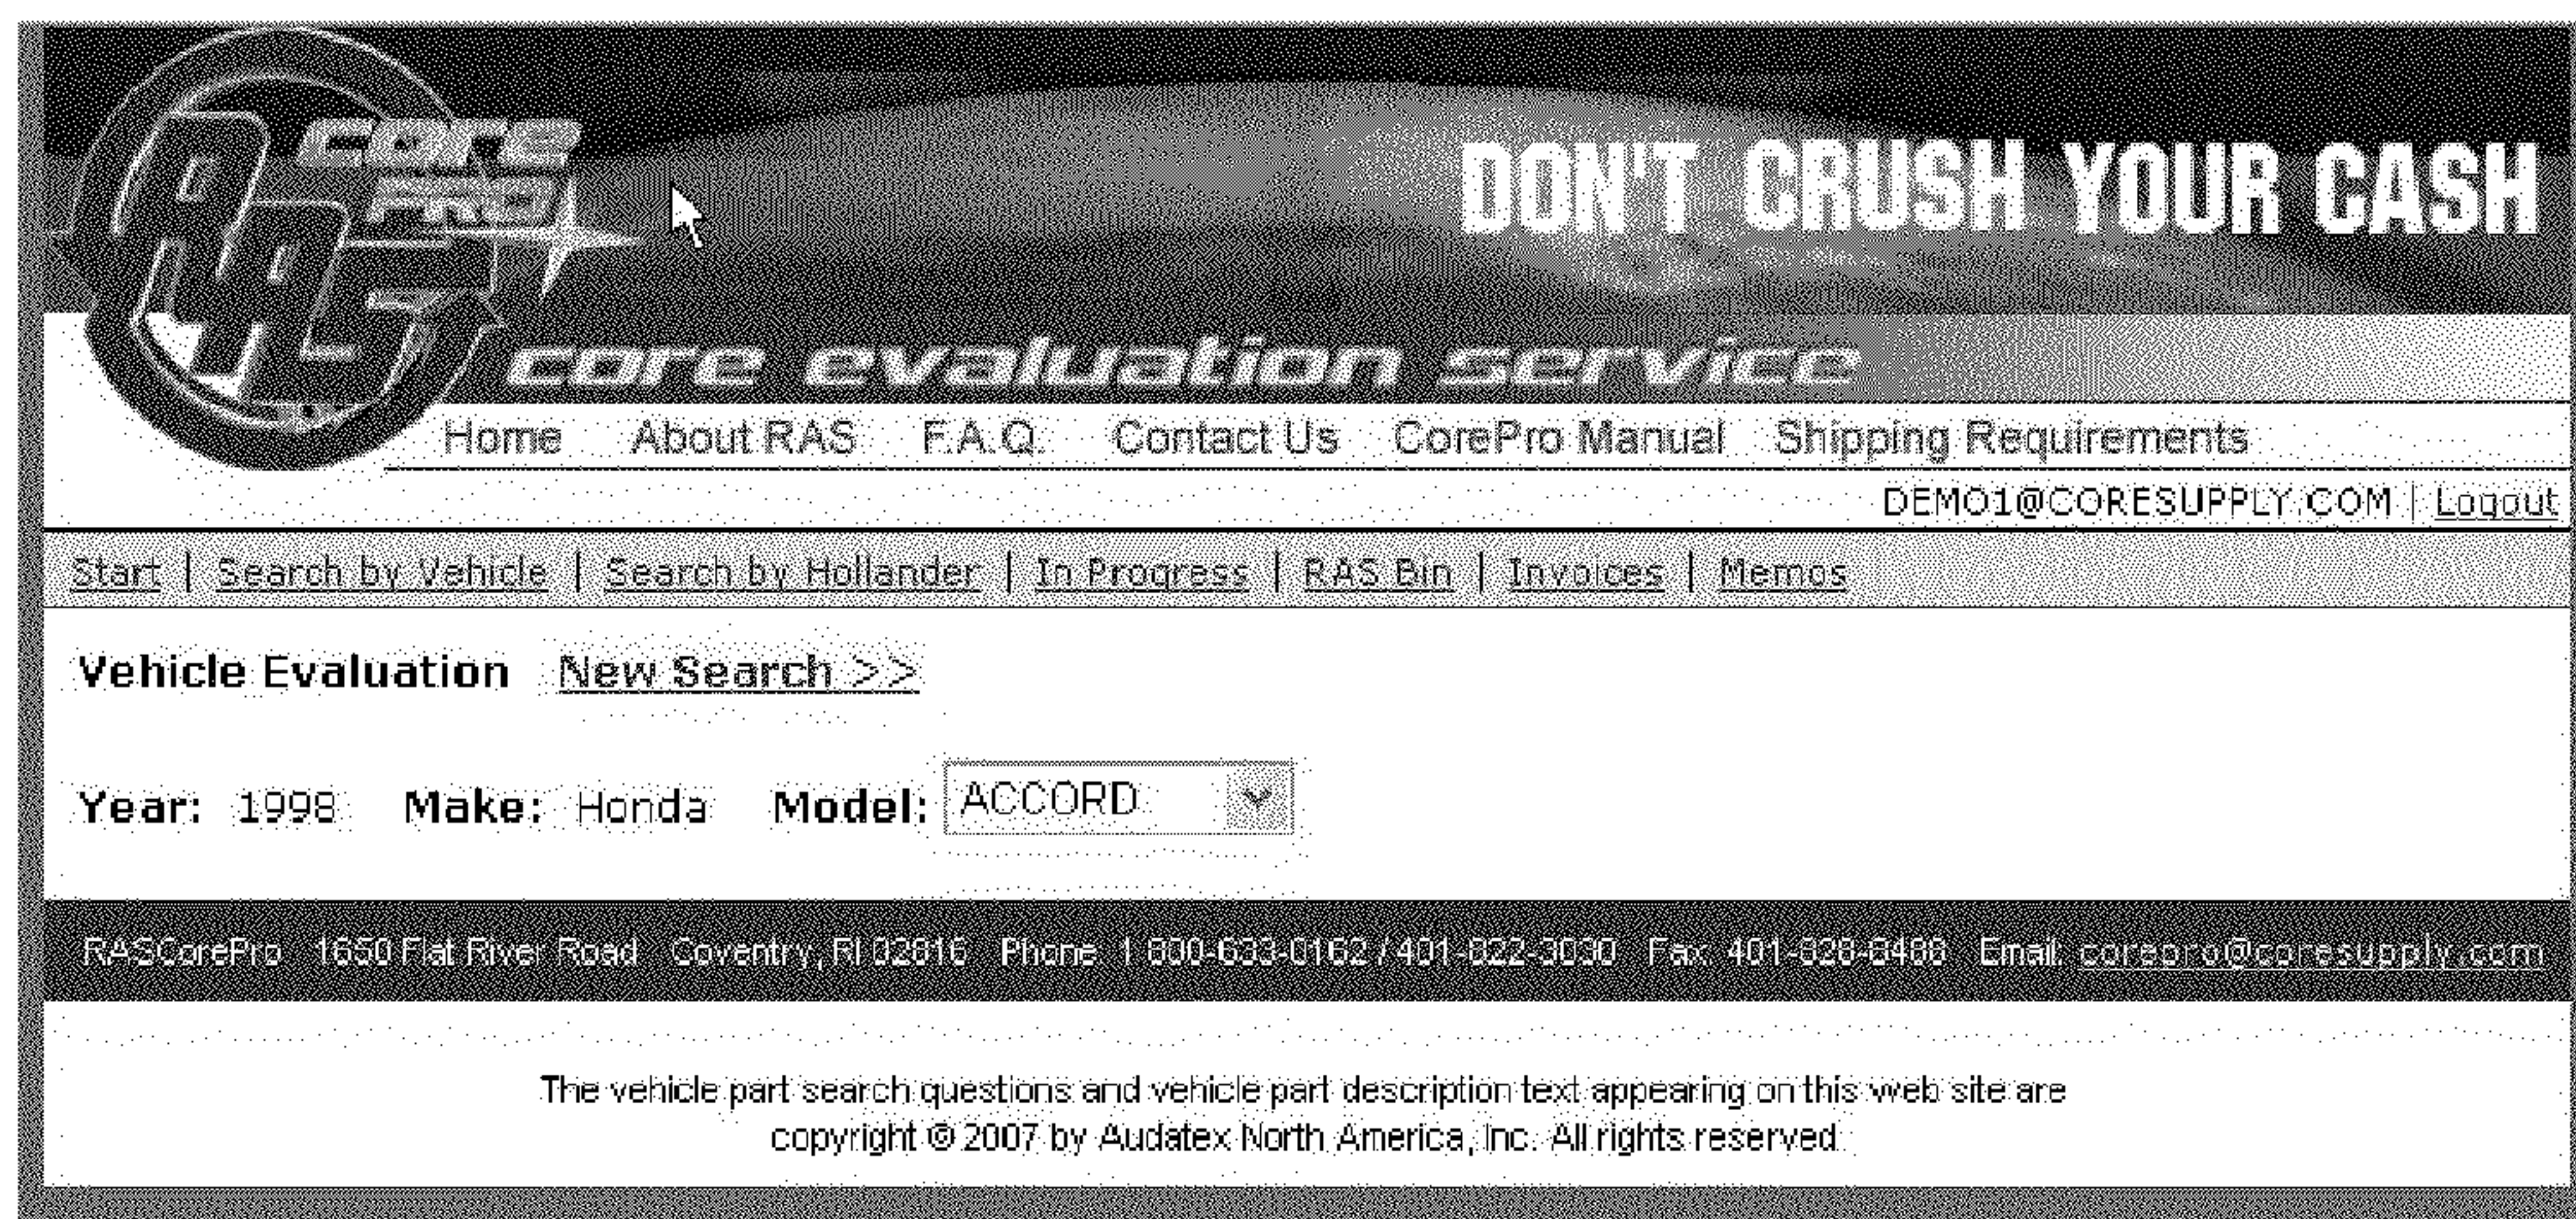 RAS
core
PRO
DON'T CRUSH YOUR CASH
core evaluation service
Home About RAS F.A.Q. Contact Us CorePro Manual Shipping Requirements
DEMO1@CORESUPPLY.COM | Logout
Start | Search by Vehicle | Search by Hollander | In Progress | RAS Bin | Invoices | Memos
Vehicle Evaluation New Search >>
Year: 1998 Make: Honda Model: ACCORD
RASCorePro 1650 Flat River Road Coventry, RI 02816 Phone 1 800-633-0162 / 401-822-3030 Fax 401-828-8488 Email: corepro@coresupply.com
The vehicle part search questions and vehicle part description text appearing on this web site are
copyright © 2007 by Audatex North America, Inc. All rights reserved.